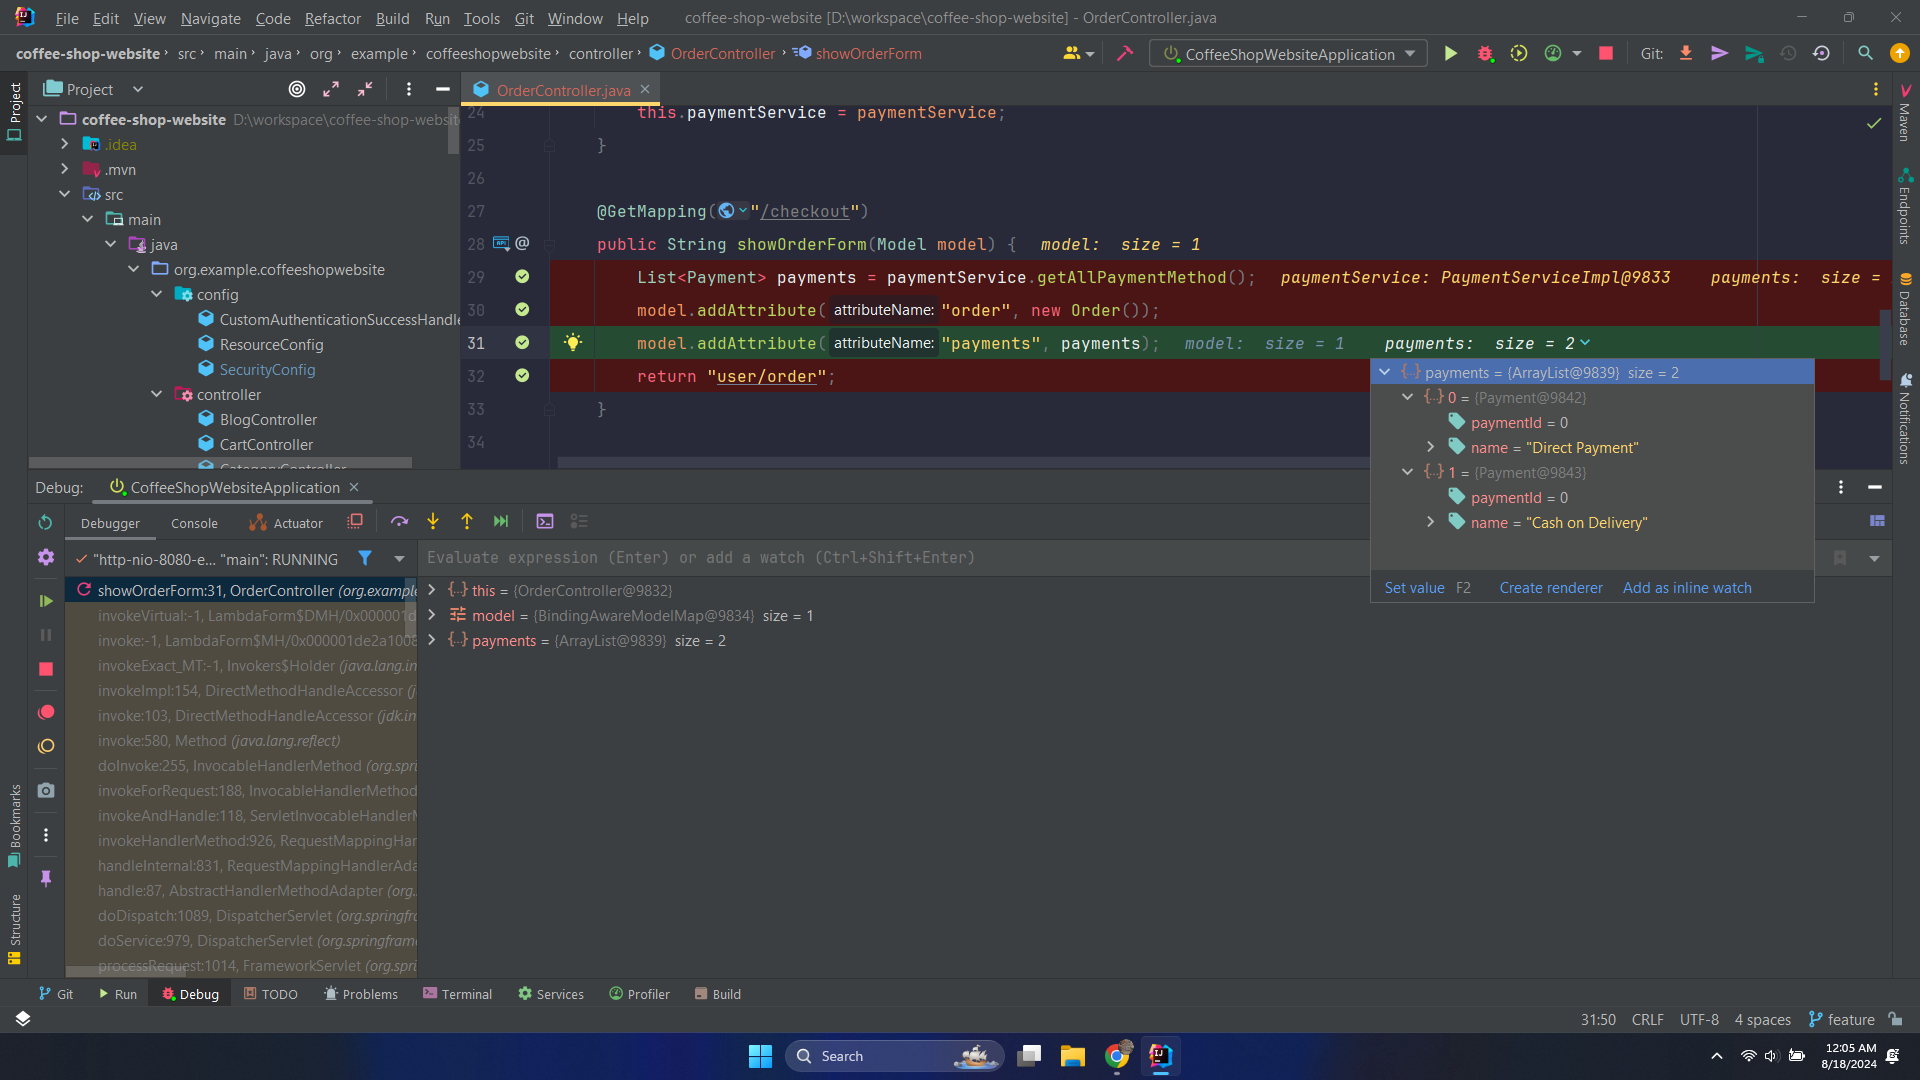 File Edit View Navigate Code Refactor Build Run Tools Git Window Help coffee-shop-website [D:\workspace\coffee-shop-website] - OrderController.java
coffee-shop-website src main java org example coffeeshopwebsite controller OrderController showOrderForm CoffeeShopWebsiteApplication Git:
Project
Project
coffee-shop-website D:\workspace\coffee-shop-websit
.idea
.mvn
src
main
java
org.example.coffeeshopwebsite
config
CustomAuthenticationSuccessHandle
ResourceConfig
SecurityConfig
controller
BlogController
CartController
CategoryController
OrderController.java
24 this.paymentService = paymentService;
25 }
26
27 @GetMapping("/checkout")
28 API @ public String showOrderForm(Model model) { model: size = 1
29 List<Payment> payments = paymentService.getAllPaymentMethod(); paymentService: PaymentServiceImpl@9833 payments: size =
30 model.addAttribute( attributeName: "order", new Order());
31 model.addAttribute( attributeName: "payments", payments); model: size = 1 payments: size = 2
32 return "user/order";
33 }
34
payments = {ArrayList@9839} size = 2
0 = {Payment@9842}
paymentId = 0
name = "Direct Payment"
1 = {Payment@9843}
paymentId = 0
name = "Cash on Delivery"
Set value F2 Create renderer Add as inline watch
Maven
Endpoints
Database
Notifications
Debug: CoffeeShopWebsiteApplication
Debugger Console Actuator
"http-nio-8080-e... "main": RUNNING
Evaluate expression (Enter) or add a watch (Ctrl+Shift+Enter)
showOrderForm:31, OrderController (org.example
invokeVirtual:-1, LambdaForm$DMH/0x000001d
invoke:-1, LambdaForm$MH/0x000001de2a1008
invokeExact_MT:-1, Invokers$Holder (java.lang.in
invokeImpl:154, DirectMethodHandleAccessor (j
invoke:103, DirectMethodHandleAccessor (jdk.in
invoke:580, Method (java.lang.reflect)
doInvoke:255, InvocableHandlerMethod (org.spri
invokeForRequest:188, InvocableHandlerMethod
invokeAndHandle:118, ServletInvocableHandlerM
invokeHandlerMethod:926, RequestMappingHan
handleInternal:831, RequestMappingHandlerAda
handle:87, AbstractHandlerMethodAdapter (org.
doDispatch:1089, DispatcherServlet (org.springfra
doService:979, DispatcherServlet (org.springfram
processRequest:1014, FrameworkServlet (org.spri
this = {OrderController@9832}
model = {BindingAwareModelMap@9834} size = 1
payments = {ArrayList@9839} size = 2
Bookmarks
Structure
Git Run Debug TODO Problems Terminal Services Profiler Build
31:50 CRLF UTF-8 4 spaces feature
Search
12:05 AM
8/18/2024